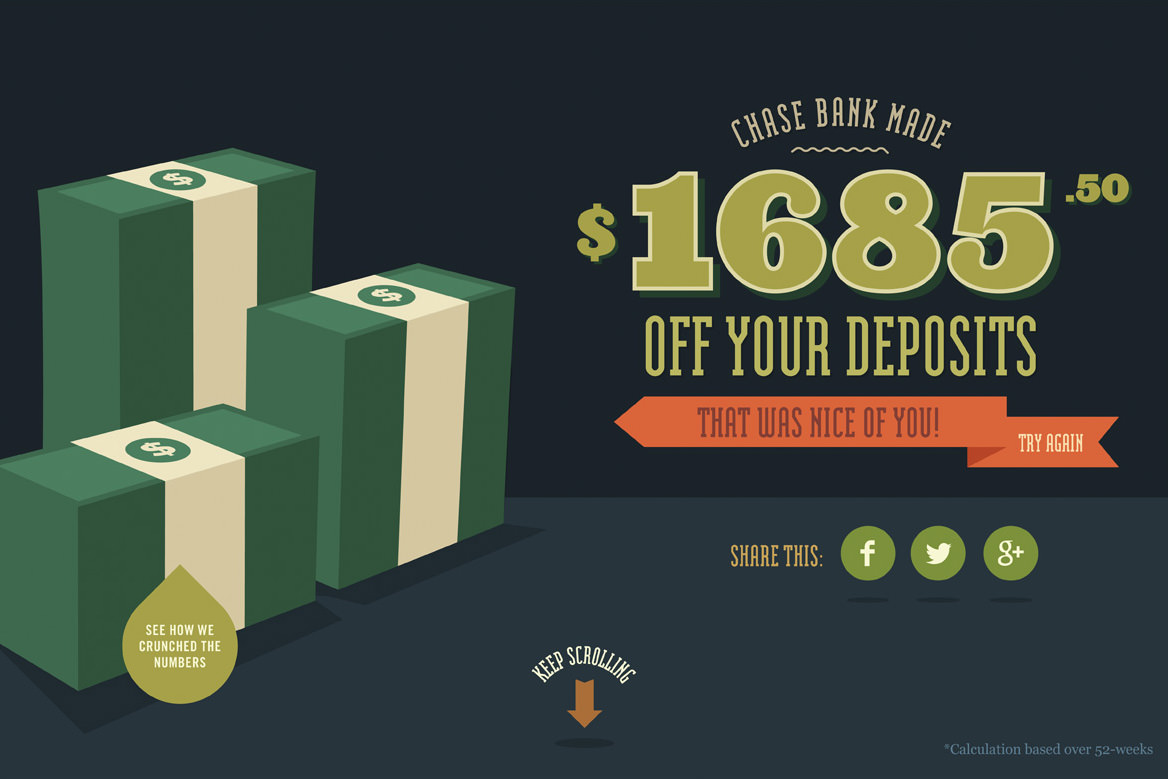 CHASE BANK MADE
$1685.50
OFF YOUR DEPOSITS
THAT WAS NICE OF YOU!
TRY AGAIN
SHARE THIS:
f
g+
SEE HOW WE
CRUNCHED THE
NUMBERS
KEEP SCROLLING
*Calculation based over 52-weeks
$
$
$